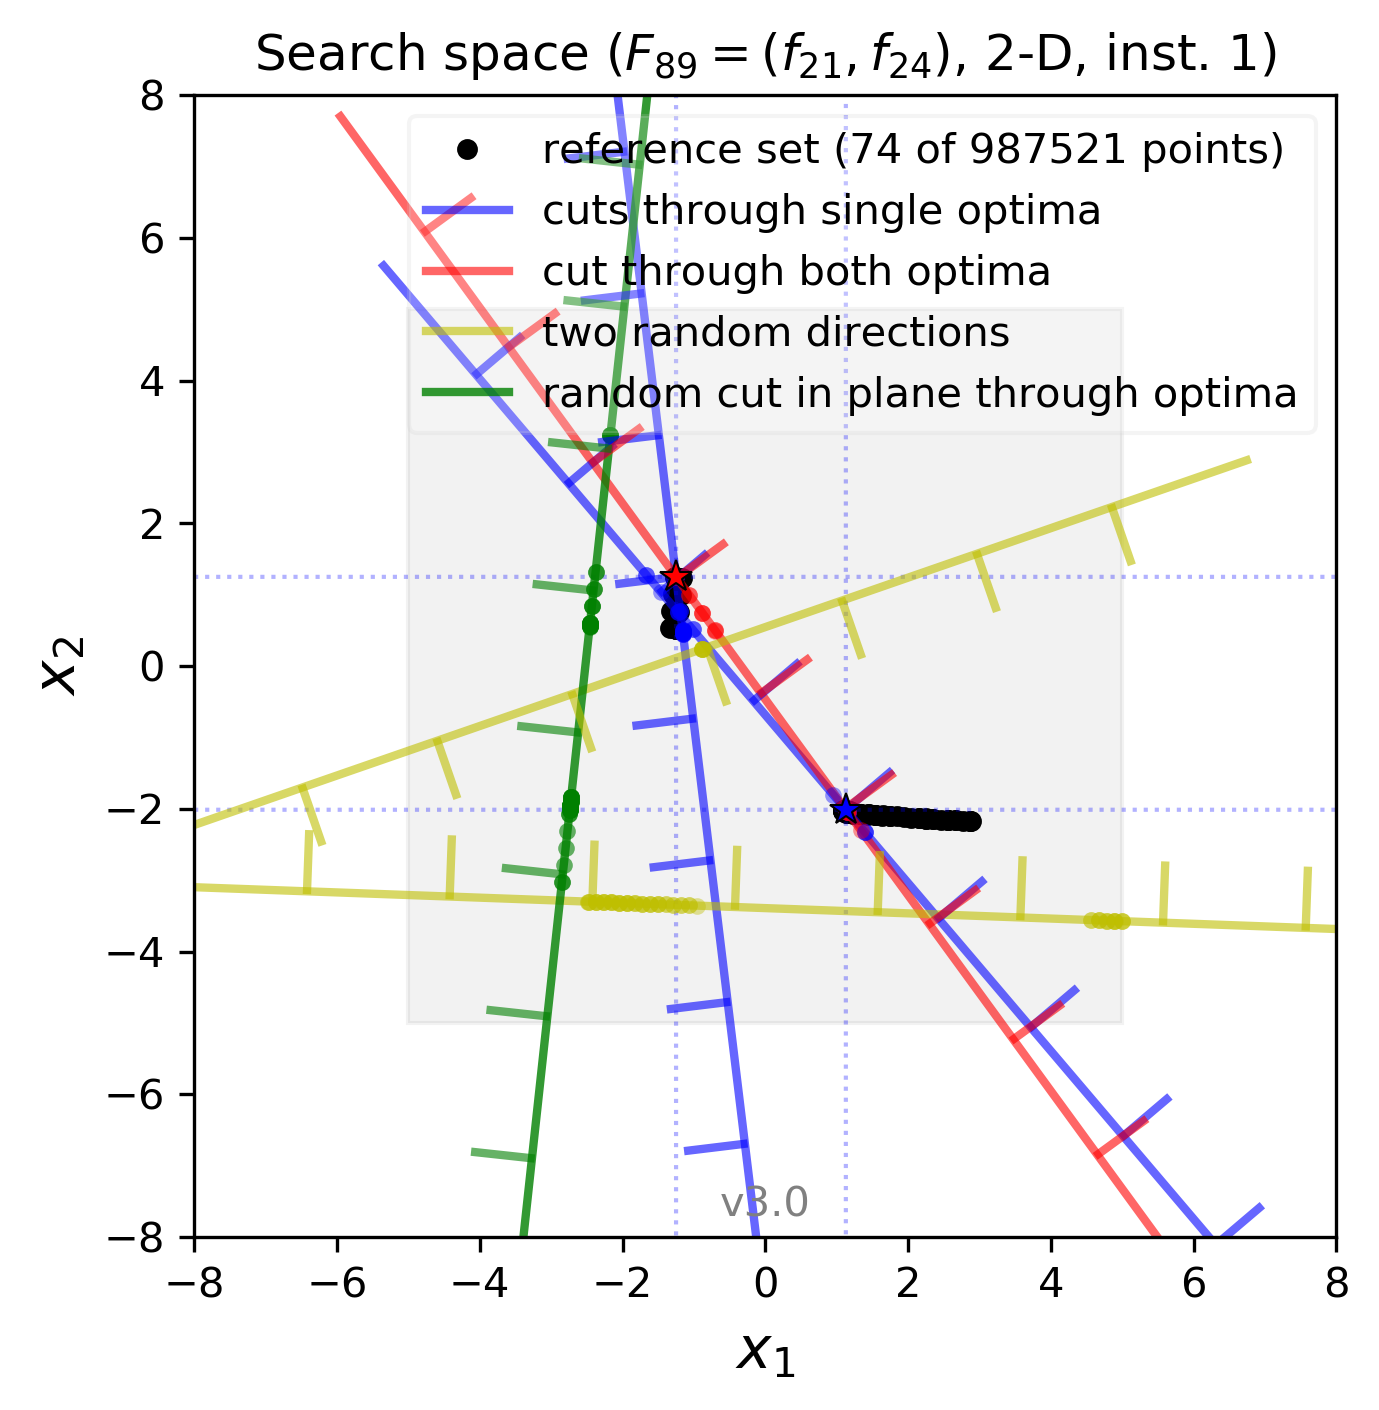 Search space (F₈₉ = (f₂₁, f₂₄), 2-D, inst. 1)
reference set (74 of 987521 points)
cuts through single optima
cut through both optima
two random directions
random cut in plane through optima
8
6
4
2
0
−2
−4
−6
−8
x₂
v3.0
−8 −6 −4 −2 0 2 4 6 8
x₁